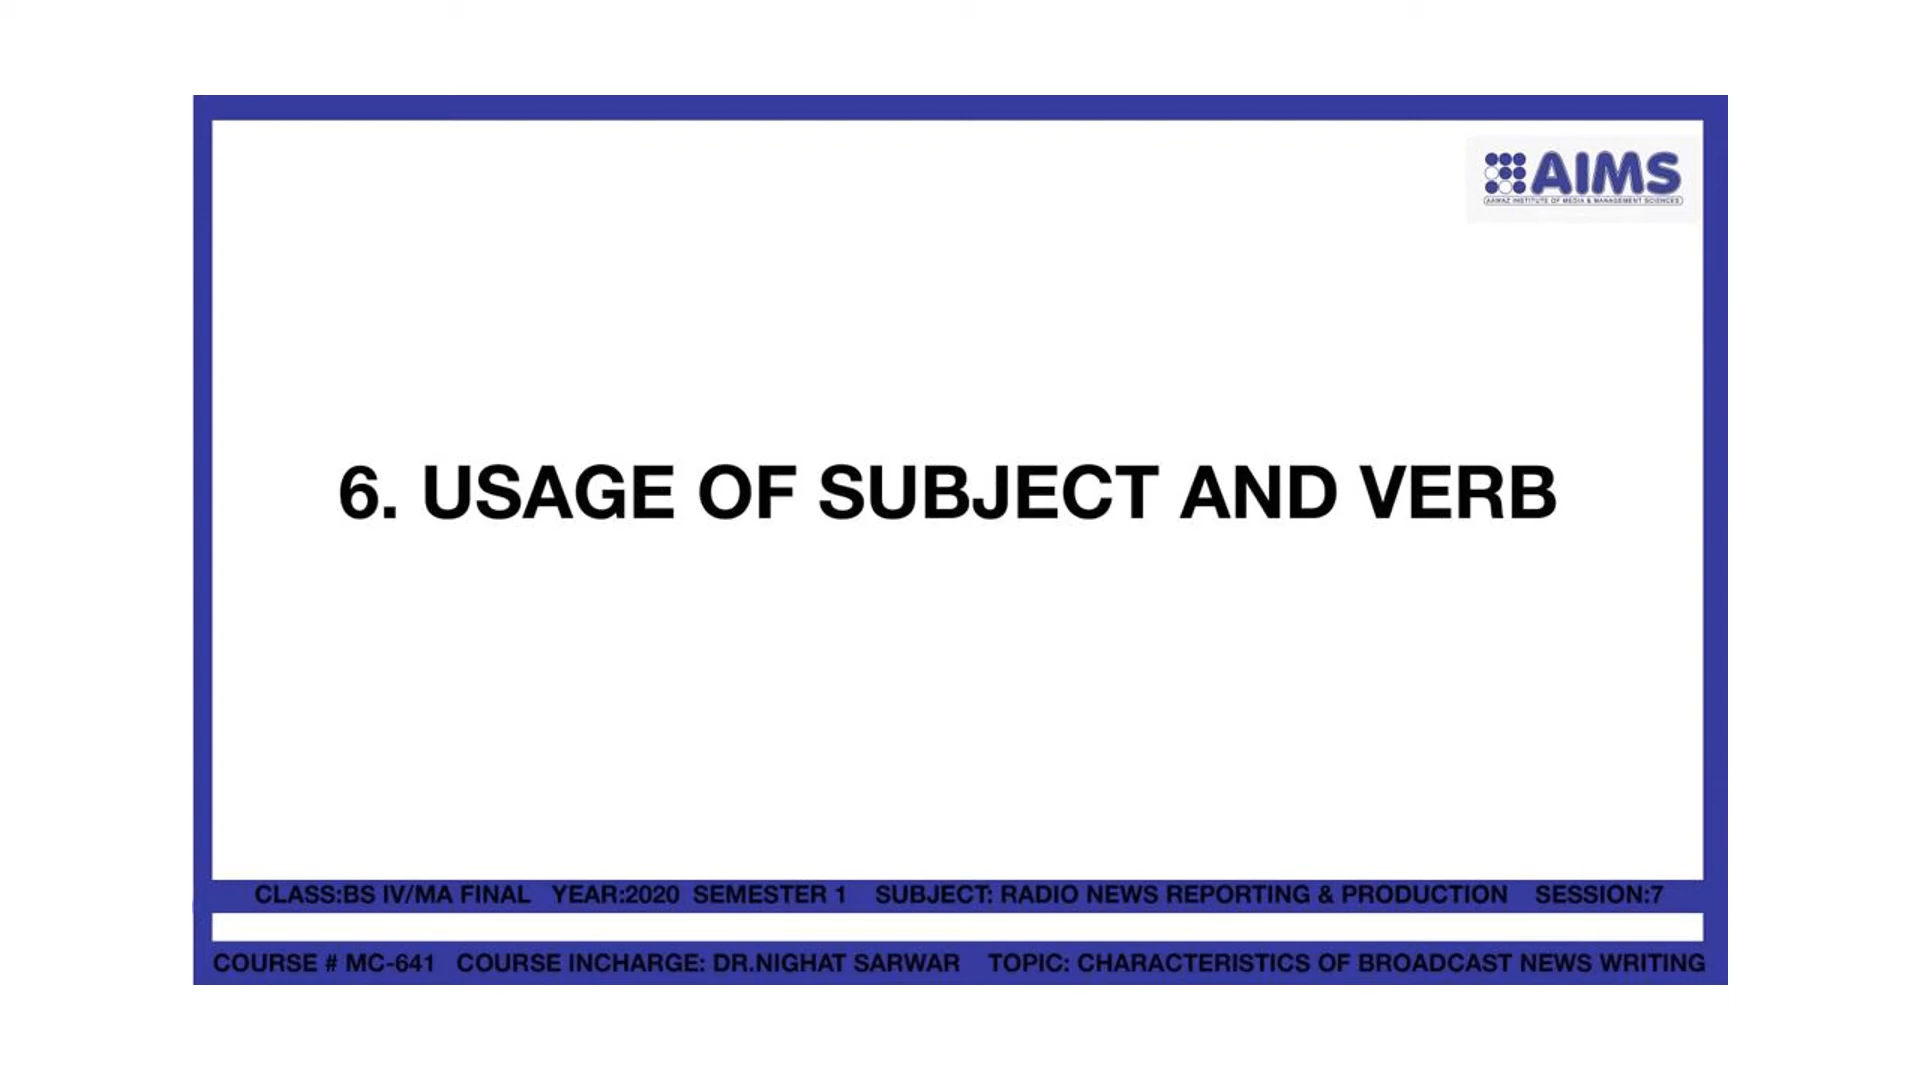 AIMS
AAWAZ INSTITUTE OF MEDIA & MANAGEMENT SCIENCES
6. USAGE OF SUBJECT AND VERB
CLASS:BS IV/MA FINAL YEAR:2020 SEMESTER 1 SUBJECT: RADIO NEWS REPORTING & PRODUCTION SESSION:7
COURSE # MC-641 COURSE INCHARGE: DR.NIGHAT SARWAR TOPIC: CHARACTERISTICS OF BROADCAST NEWS WRITING